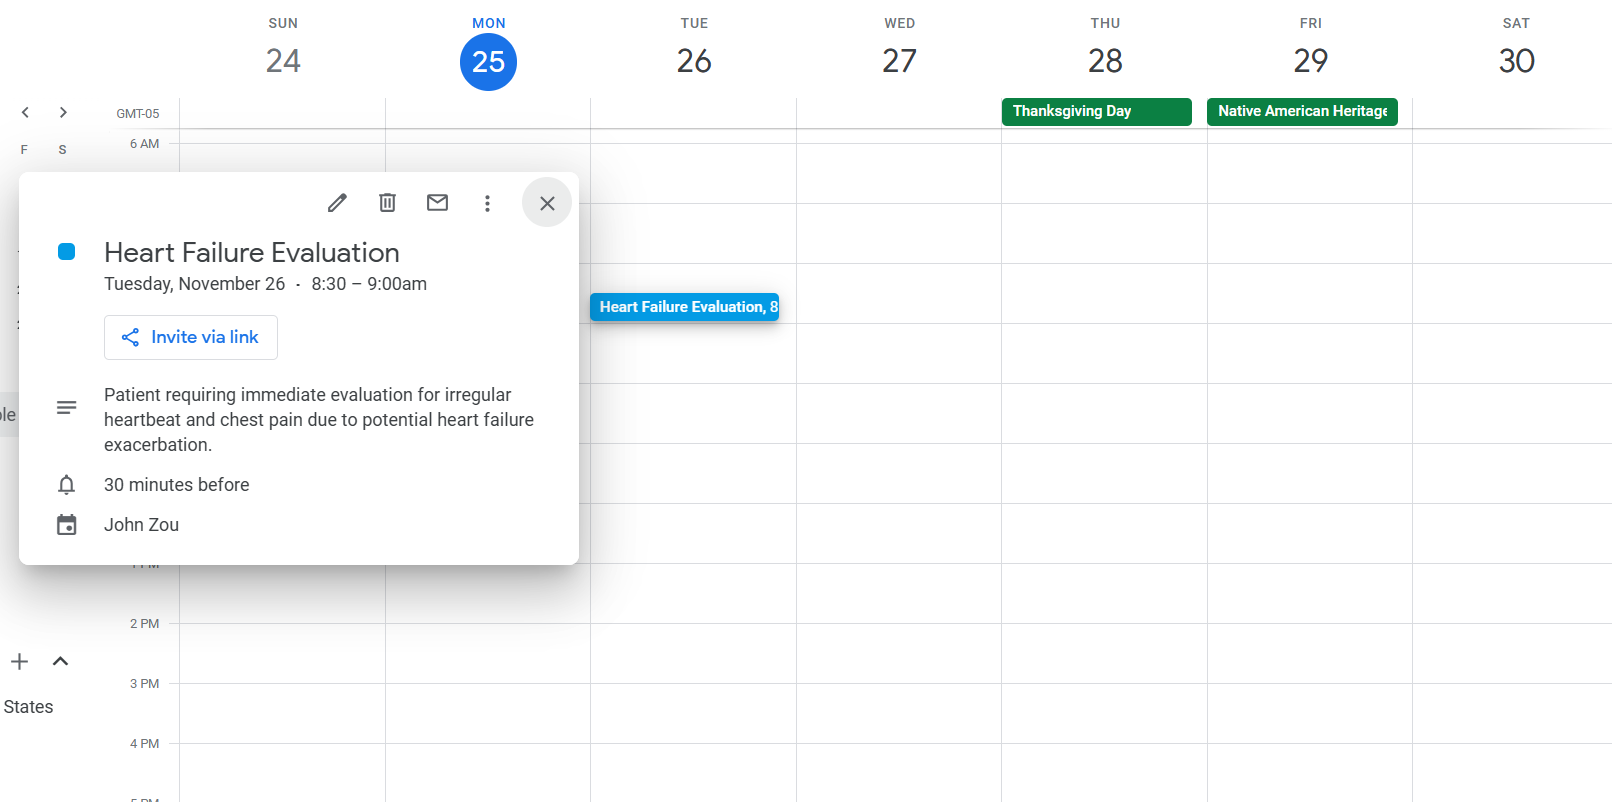 SUN MON TUE WED THU FRI SAT
24 25 26 27 28 29 30
GMT-05
Thanksgiving Day
Native American Heritage
F S
6 AM
Heart Failure Evaluation
Tuesday, November 26 · 8:30 – 9:00am
Invite via link
Patient requiring immediate evaluation for irregular
heartbeat and chest pain due to potential heart failure
exacerbation.
30 minutes before
John Zou
Heart Failure Evaluation, 8
2 PM
3 PM
States
4 PM